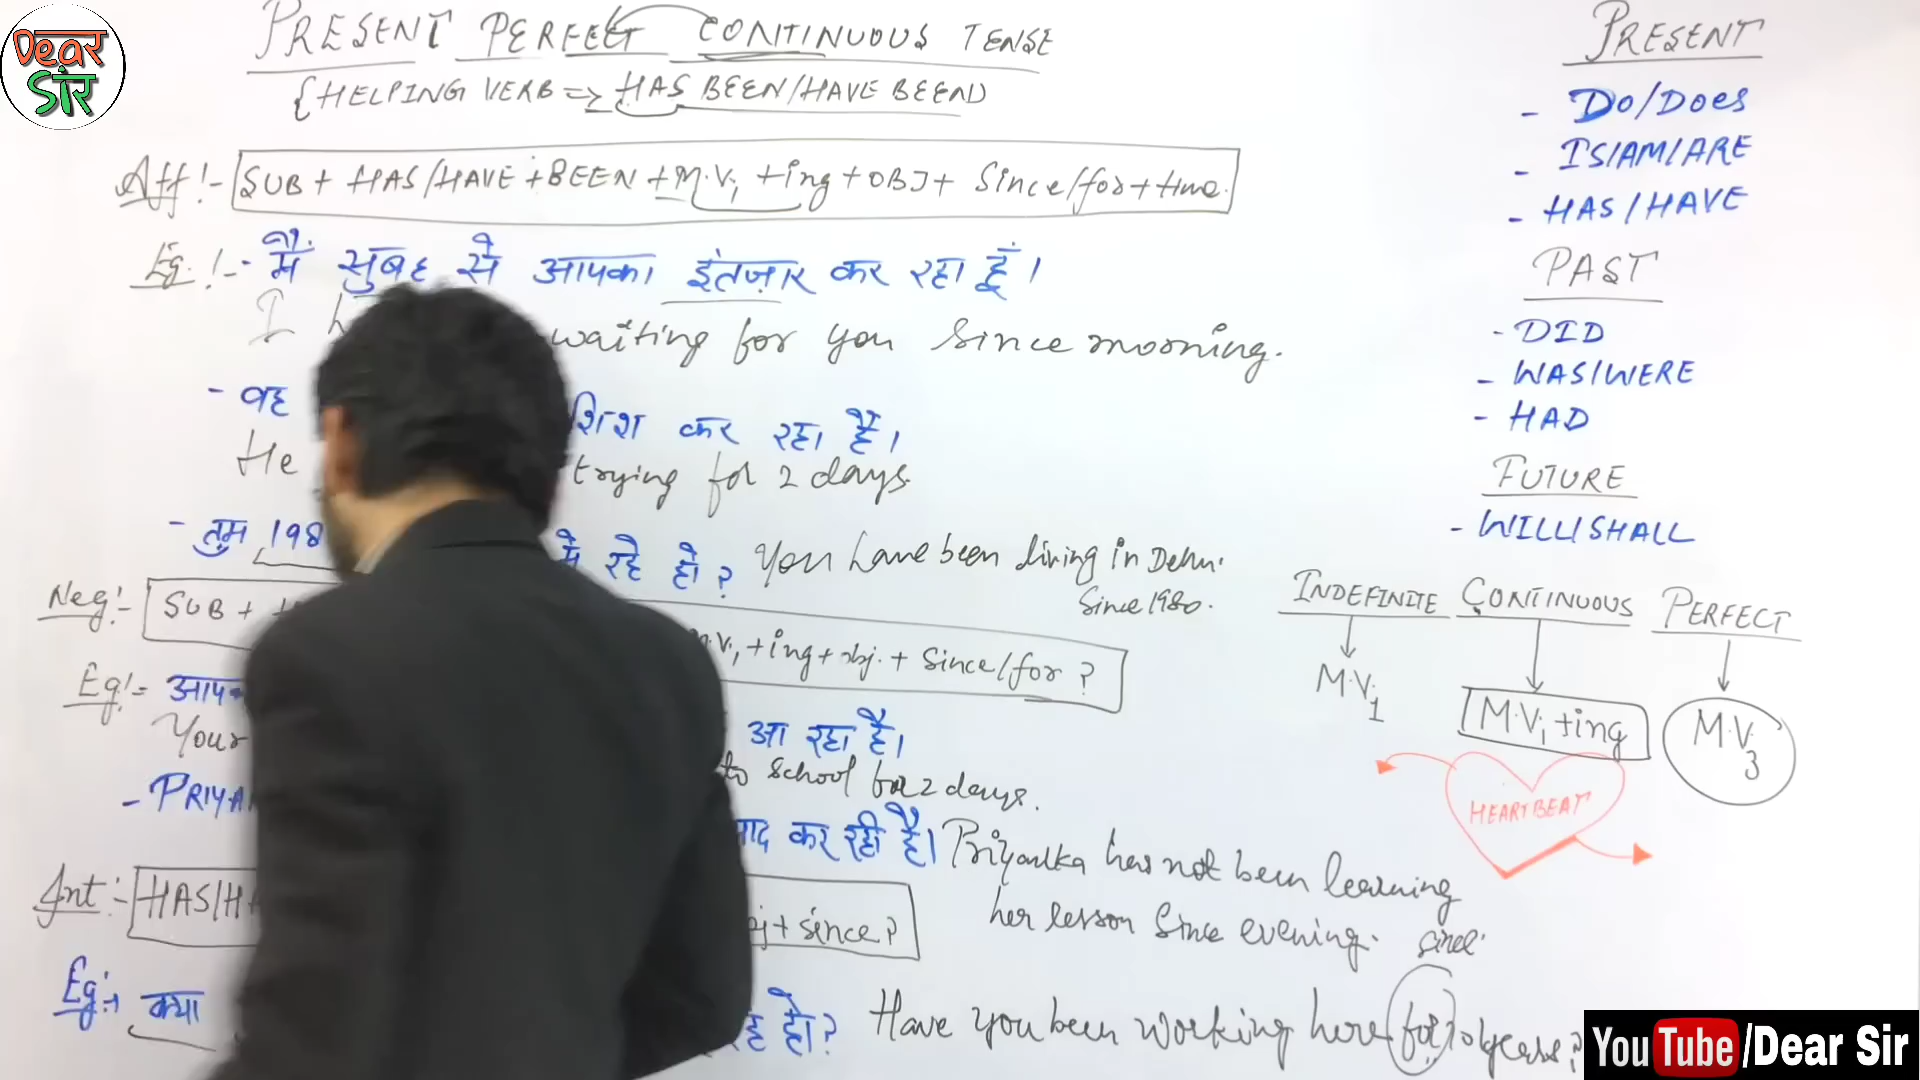 Dear सर
PRESENT PERFECT CONTINUOUS TENSE
{HELPING VERB => HAS BEEN/HAVE BEEN}
Aff:- SUB + HAS/HAVE + BEEN + M.V₁ + ing + OBJ + Since/for + time.
Eg:- मैं सुबह से आपका इंतज़ार कर रहा हूँ।
I waiting for you Since morning.
- वह शिश कर रहा है।
He trying for 2 days.
- तुम 198 में रहे हो? You have been living in Delhi.
Since 1980.
Neg:- SUB + M.V₁ + ing + obj. + Since/for ?
Eg:- आ रहा है।
Your to school for 2 days.
- PRIYA याद कर रही है। Priyanka has not been learning
her lesson Since evening.
Int:- HAS/HA + since?
Eg:- क्या हो? Have you been working here for 10 years?
PRESENT
- DO/DOES
- IS/AM/ARE
- HAS/HAVE
PAST
- DID
- WAS/WERE
- HAD
FUTURE
- WILL/SHALL
INDEFINITE CONTINUOUS PERFECT
M.V₁ M.V₁ + ing M.V₃
HEARTBEAT
YouTube/Dear Sir